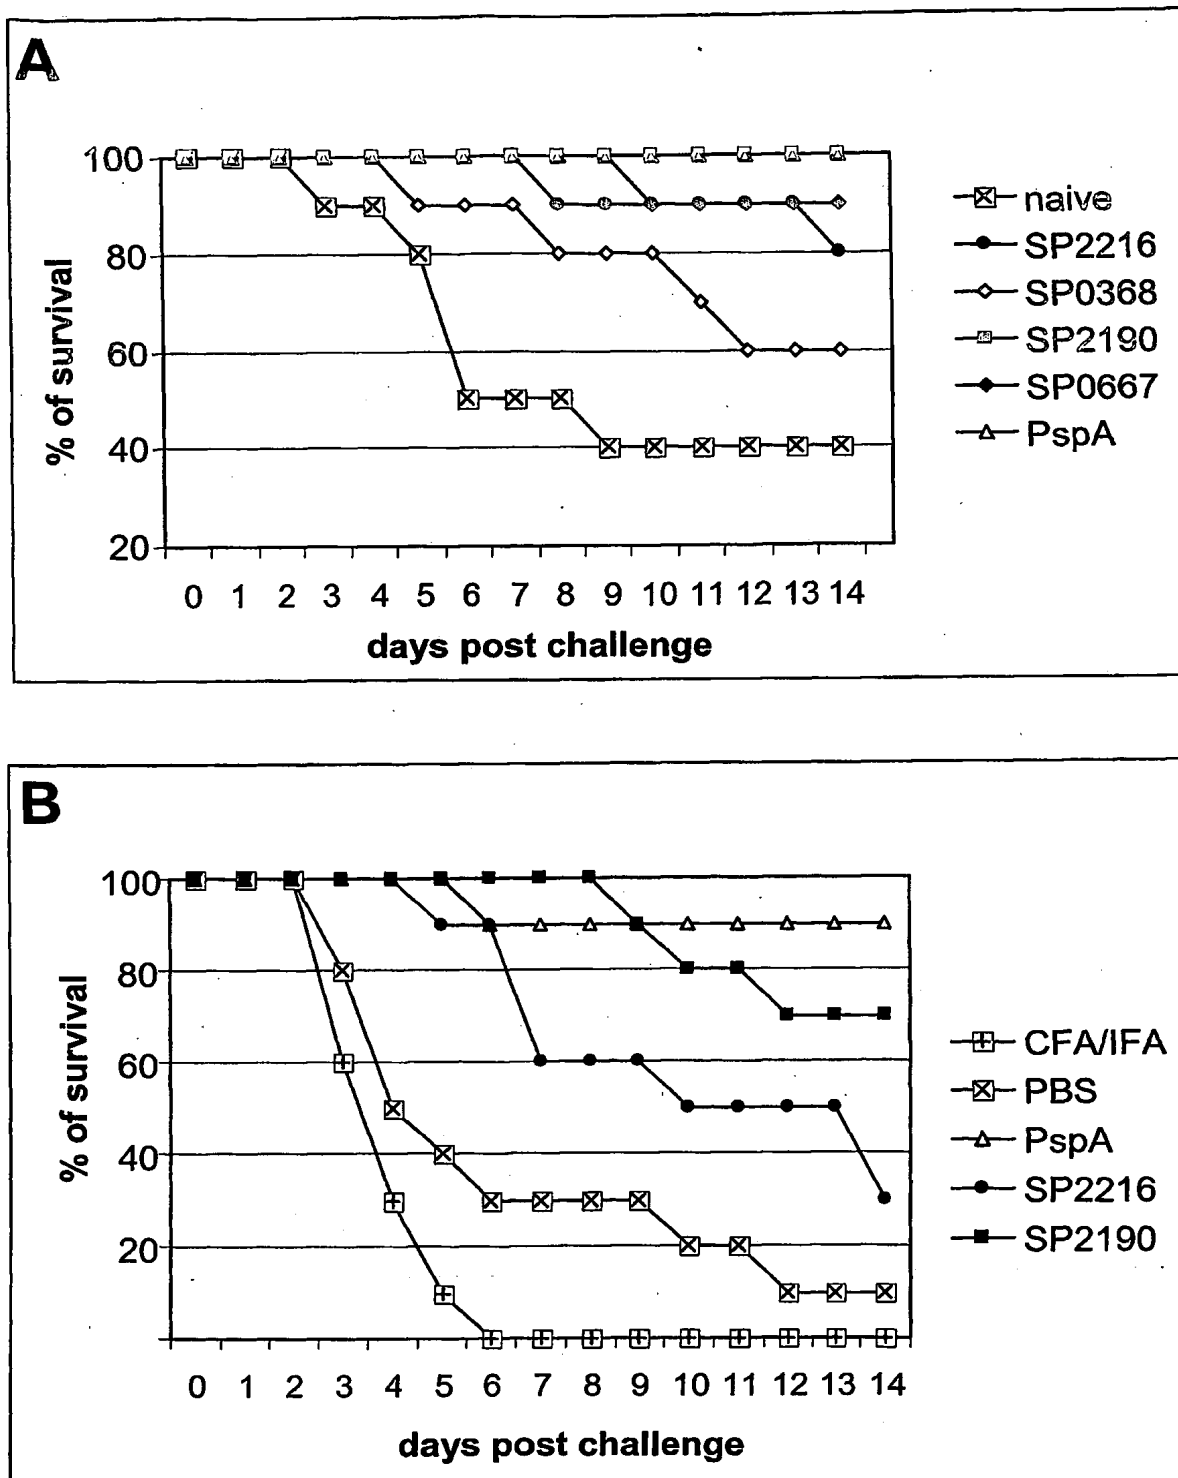 A
100
80
60
40
20
% of survival
0 1 2 3 4 5 6 7 8 9 10 11 12 13 14
days post challenge
naive
SP2216
SP0368
SP2190
SP0667
PspA
B
100
80
60
40
20
% of survival
0 1 2 3 4 5 6 7 8 9 10 11 12 13 14
days post challenge
CFA/IFA
PBS
PspA
SP2216
SP2190